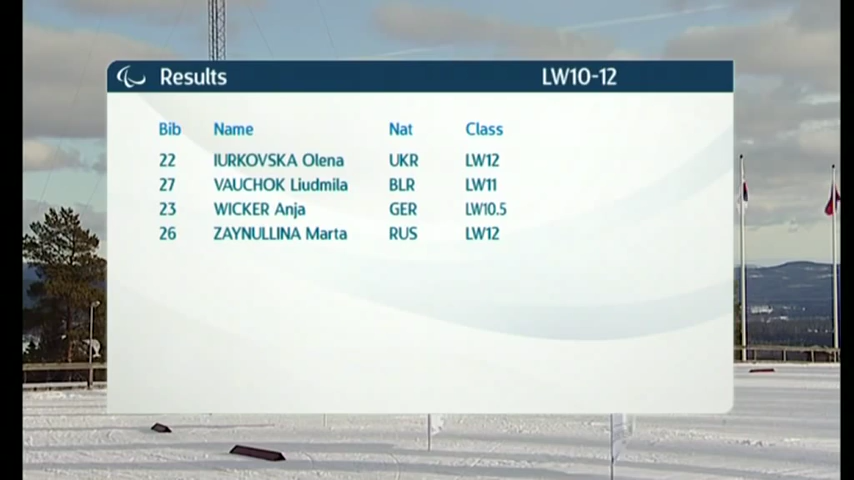 Results LW10-12
Bib Name Nat Class
22 IURKOVSKA Olena UKR LW12
27 VAUCHOK Liudmila BLR LW11
23 WICKER Anja GER LW10.5
26 ZAYNULLINA Marta RUS LW12